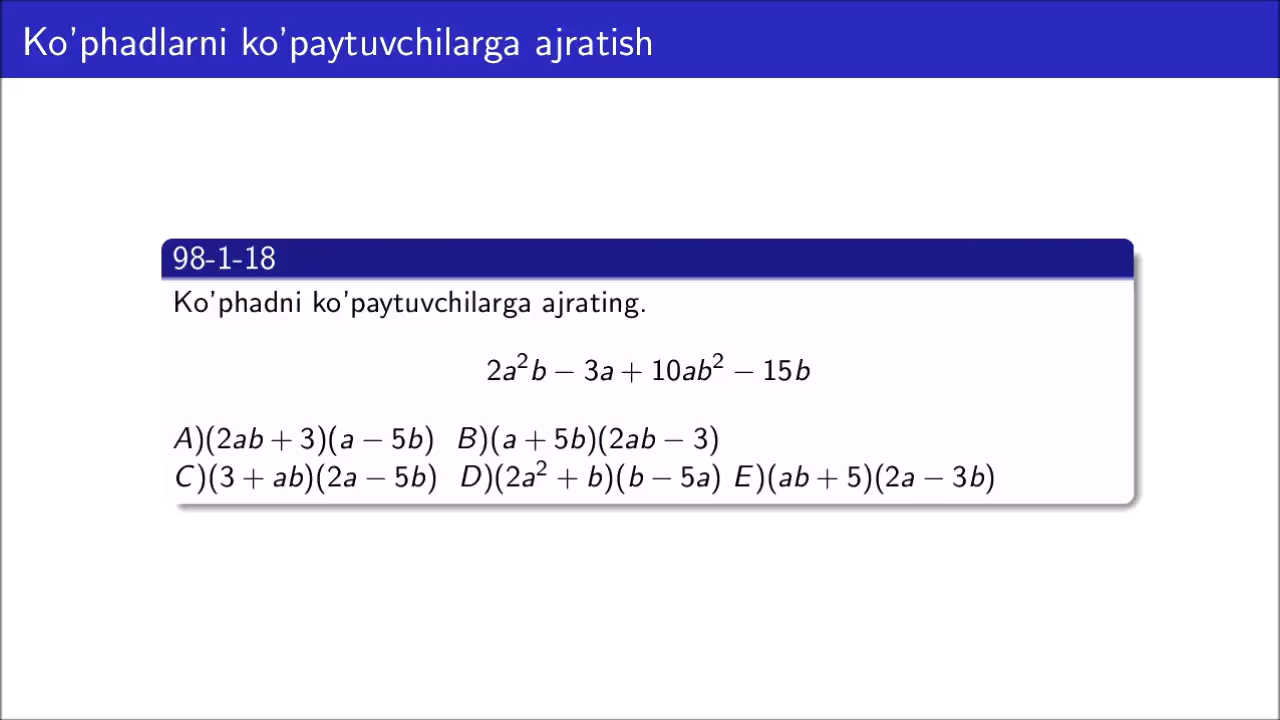 Ko'phadlarni ko'paytuvchilarga ajratish
98-1-18
Ko'phadni ko'paytuvchilarga ajrating.
2a²b − 3a + 10ab² − 15b
A)(2ab + 3)(a − 5b) B)(a + 5b)(2ab − 3)
C)(3 + ab)(2a − 5b) D)(2a² + b)(b − 5a) E)(ab + 5)(2a − 3b)